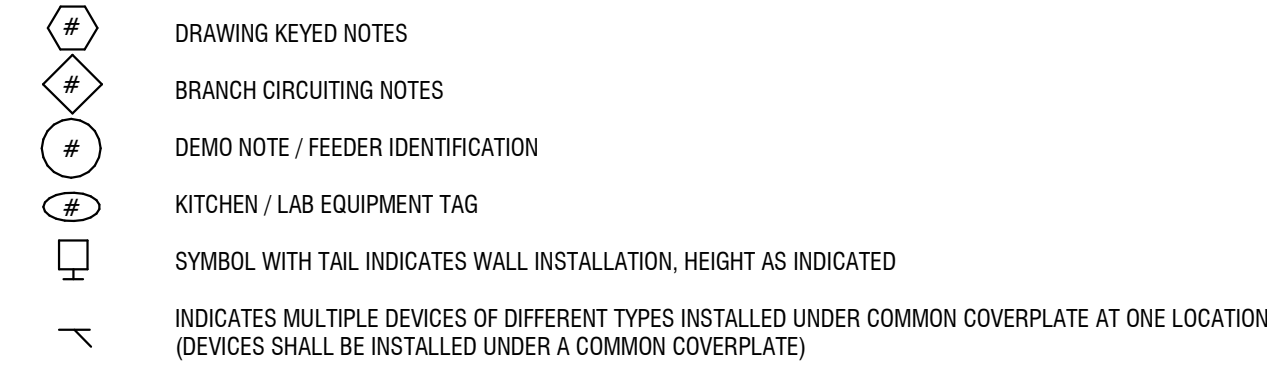 # DRAWING KEYED NOTES
# BRANCH CIRCUITING NOTES
# DEMO NOTE / FEEDER IDENTIFICATION
# KITCHEN / LAB EQUIPMENT TAG
SYMBOL WITH TAIL INDICATES WALL INSTALLATION, HEIGHT AS INDICATED
INDICATES MULTIPLE DEVICES OF DIFFERENT TYPES INSTALLED UNDER COMMON COVERPLATE AT ONE LOCATION
(DEVICES SHALL BE INSTALLED UNDER A COMMON COVERPLATE)